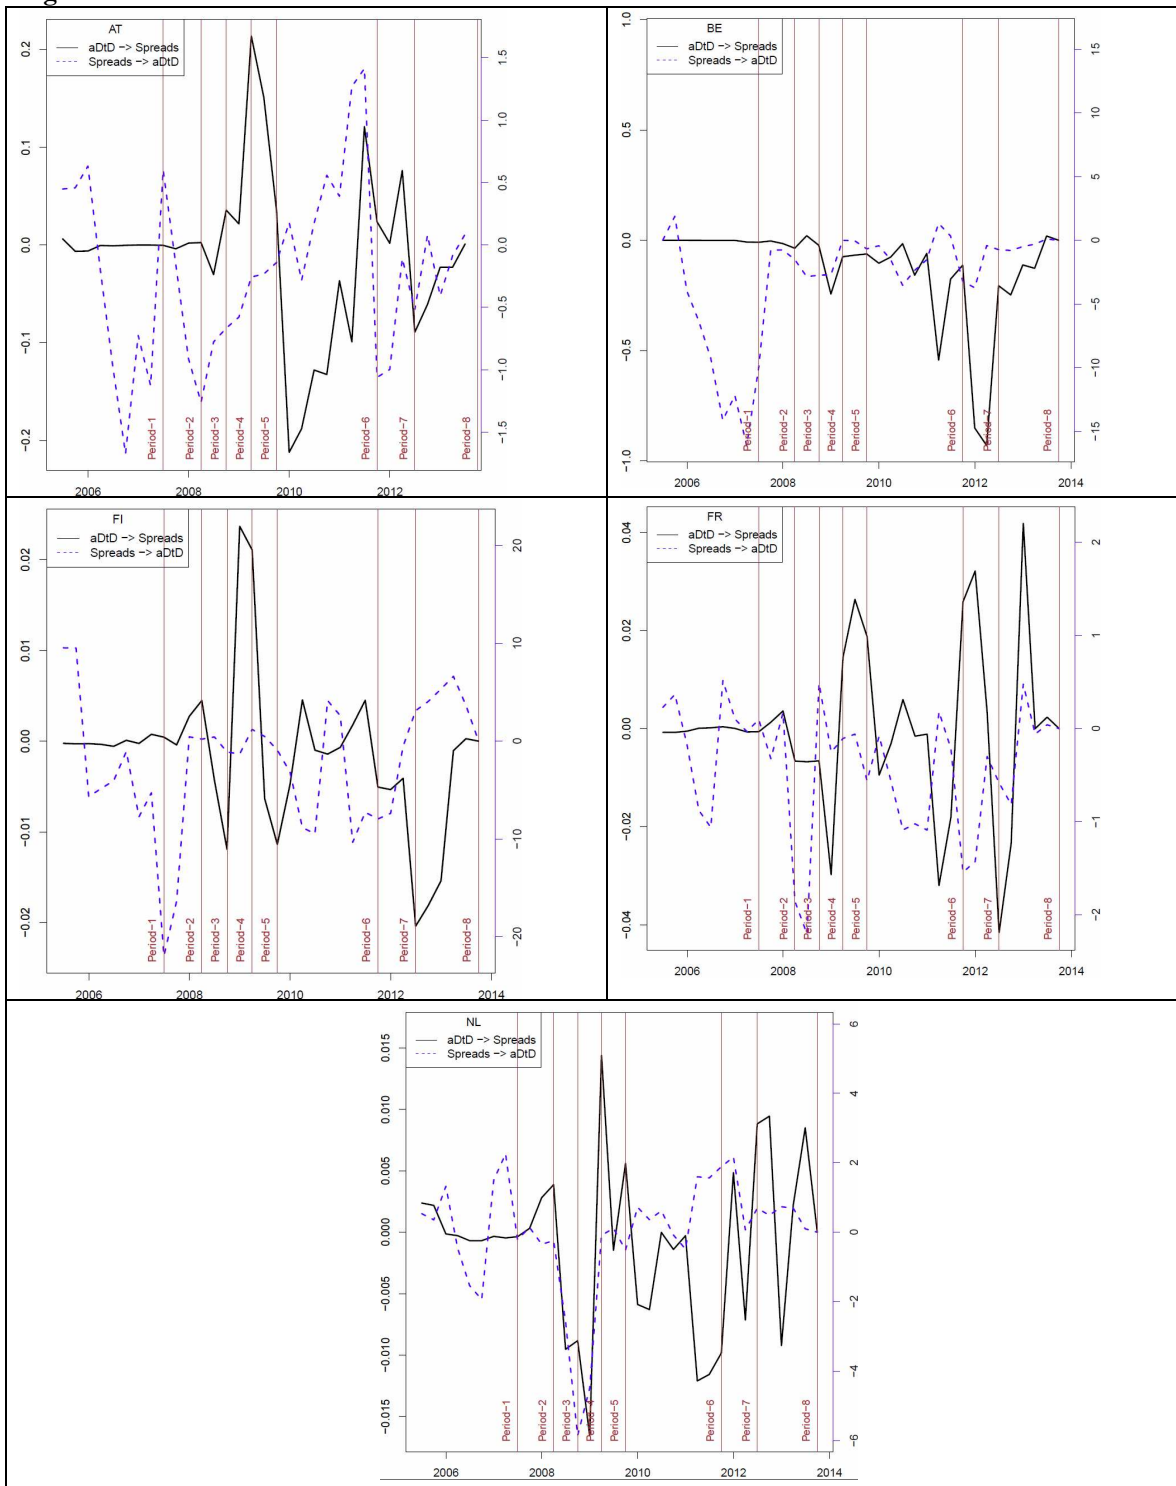 AT
aDtD −> Spreads
Spreads −> aDtD
0.2
0.1
0.0
−0.1
−0.2
1.5
1.0
0.5
0.0
−0.5
−1.0
−1.5
Period−1
Period−2
Period−3
Period−4
Period−5
Period−6
Period−7
Period−8
2006 2008 2010 2012
BE
aDtD −> Spreads
Spreads −> aDtD
1.0
0.5
0.0
−0.5
−1.0
15
10
5
0
−5
−10
−15
Period−1
Period−2
Period−3
Period−4
Period−5
Period−6
Period−7
Period−8
2006 2008 2010 2012 2014
FI
aDtD −> Spreads
Spreads −> aDtD
0.02
0.01
0.00
−0.01
−0.02
20
10
0
−10
−20
Period−1
Period−2
Period−3
Period−4
Period−5
Period−6
Period−7
Period−8
2006 2008 2010 2012 2014
FR
aDtD −> Spreads
Spreads −> aDtD
0.04
0.02
0.00
−0.02
−0.04
2
1
0
−1
−2
Period−1
Period−2
Period−3
Period−4
Period−5
Period−6
Period−7
Period−8
2006 2008 2010 2012 2014
NL
aDtD −> Spreads
Spreads −> aDtD
0.015
0.010
0.005
0.000
−0.005
−0.010
−0.015
6
4
2
0
−2
−4
−6
Period−1
Period−2
Period−3
Period−4
Period−5
Period−6
Period−7
Period−8
2006 2008 2010 2012 2014